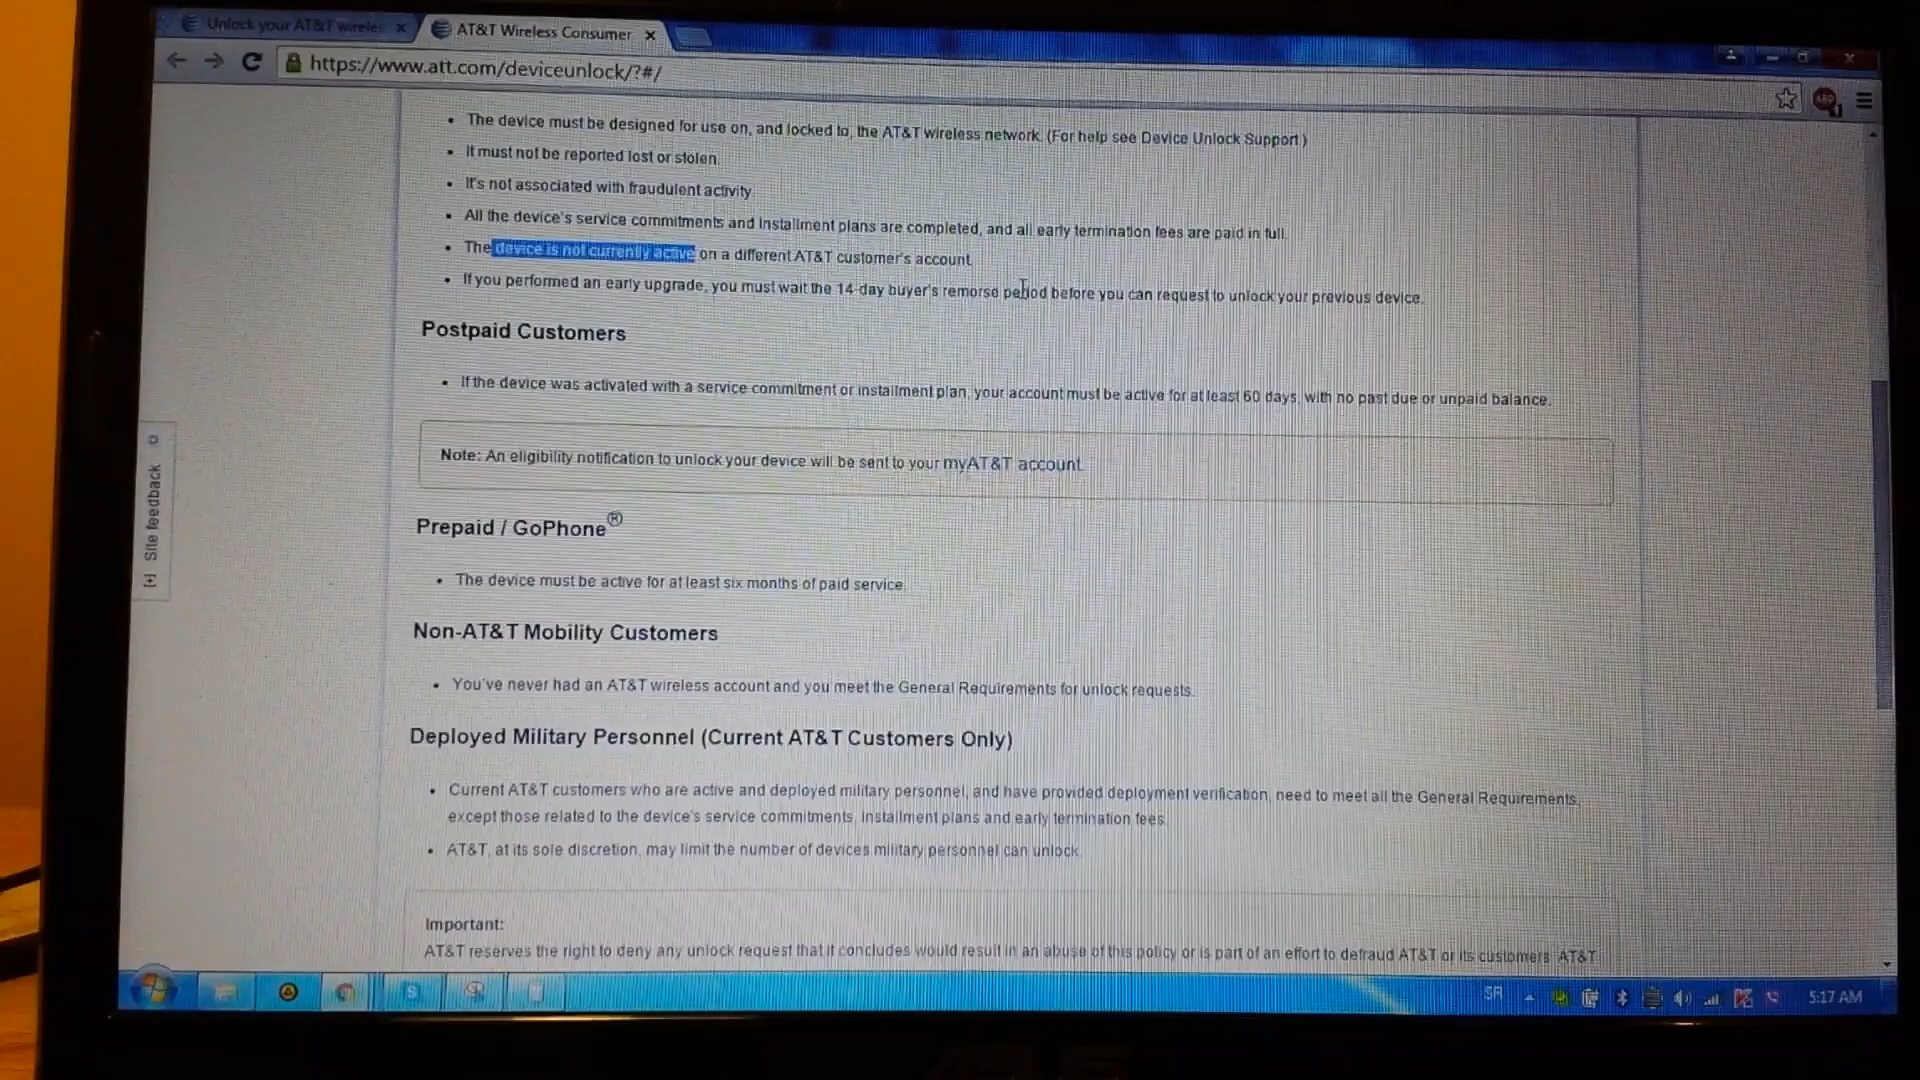 Unlock your AT&T wireles
AT&T Wireless Consumer
https://www.att.com/deviceunlock/?#/
ABP
1
• The device must be designed for use on, and locked to, the AT&T wireless network. (For help see Device Unlock Support.)
• It must not be reported lost or stolen.
• It's not associated with fraudulent activity.
• All the device's service commitments and installment plans are completed, and all early termination fees are paid in full.
• The device is not currently active on a different AT&T customer's account.
• If you performed an early upgrade, you must wait the 14-day buyer's remorse period before you can request to unlock your previous device.
Postpaid Customers
• If the device was activated with a service commitment or installment plan, your account must be active for at least 60 days, with no past due or unpaid balance.
Note: An eligibility notification to unlock your device will be sent to your myAT&T account.
[+] Site feedback
Prepaid / GoPhone®
• The device must be active for at least six months of paid service.
Non-AT&T Mobility Customers
• You've never had an AT&T wireless account and you meet the General Requirements for unlock requests.
Deployed Military Personnel (Current AT&T Customers Only)
• Current AT&T customers who are active and deployed military personnel, and have provided deployment verification, need to meet all the General Requirements,
except those related to the device's service commitments, installment plans and early termination fees.
• AT&T, at its sole discretion, may limit the number of devices military personnel can unlock.
Important:
AT&T reserves the right to deny any unlock request that it concludes would result in an abuse of this policy or is part of an effort to defraud AT&T or its customers. AT&T
SR
5:17 AM